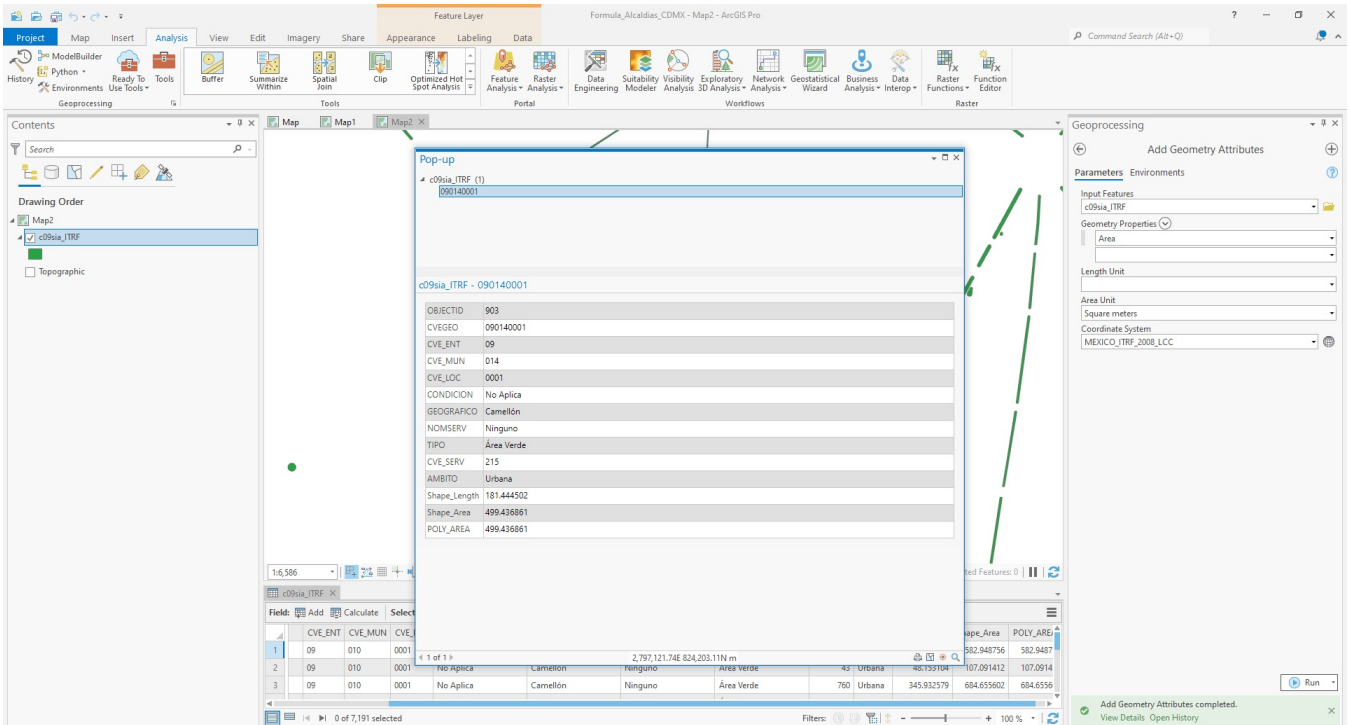 Feature Layer
Formula_Alcaldias_CDMX - Map2 - ArcGIS Pro
Project Map Insert Analysis View Edit Imagery Share Appearance Labeling Data
Command Search (Alt+Q)
History
ModelBuilder
Python
Environments
Ready To Use Tools
Tools
Geoprocessing
Buffer
Summarize Within
Spatial Join
Clip
Optimized Hot Spot Analysis
Tools
Feature Analysis
Raster Analysis
Portal
Data Engineering
Suitability Modeler
Visibility Analysis
Exploratory 3D Analysis
Network Analysis
Geostatistical Wizard
Business Analysis
Data Interop
Workflows
Raster Functions
Function Editor
Raster
Contents
Search
Drawing Order
Map2
c09sia_ITRF
Topographic
Map Map1 Map2
Pop-up
c09sia_ITRF (1)
090140001
c09sia_ITRF - 090140001
OBJECTID 903
CVEGEO 090140001
CVE_ENT 09
CVE_MUN 014
CVE_LOC 0001
CONDICION No Aplica
GEOGRAFICO Camellón
NOMSERV Ninguno
TIPO Área Verde
CVE_SERV 215
AMBITO Urbana
Shape_Length 181.444502
Shape_Area 499.436861
POLY_AREA 499.436861
1 of 1
2,797,121.74E 824,203.11N m
1:6,586
ted Features: 0
c09sia_ITRF
Field: Add Calculate Select
CVE_ENT CVE_MUN CVE_L hape_Area POLY_AREA
1 09 010 0001 582.948756 582.9487
2 09 010 0001 No Aplica Camellón Ninguno Área Verde 43 Urbana 48.153104 107.091412 107.0914
3 09 010 0001 No Aplica Camellón Ninguno Área Verde 760 Urbana 345.932579 684.655602 684.6556
0 of 7,191 selected
Filters:
100 %
Geoprocessing
Add Geometry Attributes
Parameters Environments
Input Features
c09sia_ITRF
Geometry Properties
Area
Length Unit
Area Unit
Square meters
Coordinate System
MEXICO_ITRF_2008_LCC
Run
Add Geometry Attributes completed.
View Details Open History